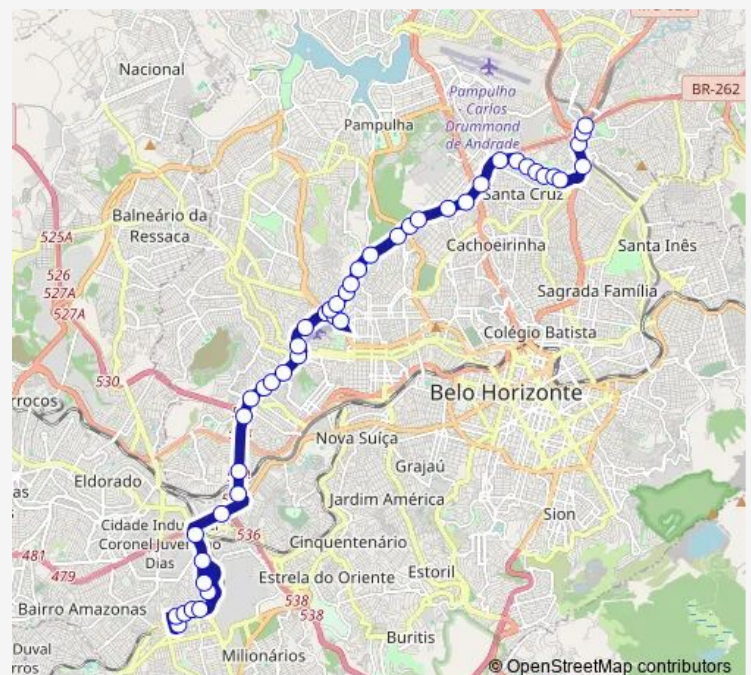 Nacional
BR-262
Pampulha
- Carlos
Drummond
de Andrade
Pampulha
Santa Cruz
Balneário da
Ressaca
525A
Cachoeirinha
Santa Inês
526
527A
527A
Sagrada Família
Colégio Batista
530
Belo Horizonte
rrocos
Nova Suíça
Grajaú
Eldorado
Jardim América
as
Sion
Cidade Indu
Coronel Juve no
Dias
536
Cinquentenário
481
479
Estrela do Oriente
Estoril
538
538
Bairro Amazonas
Buritis
Duval
rros
Milionários
© OpenStreetMap contributors